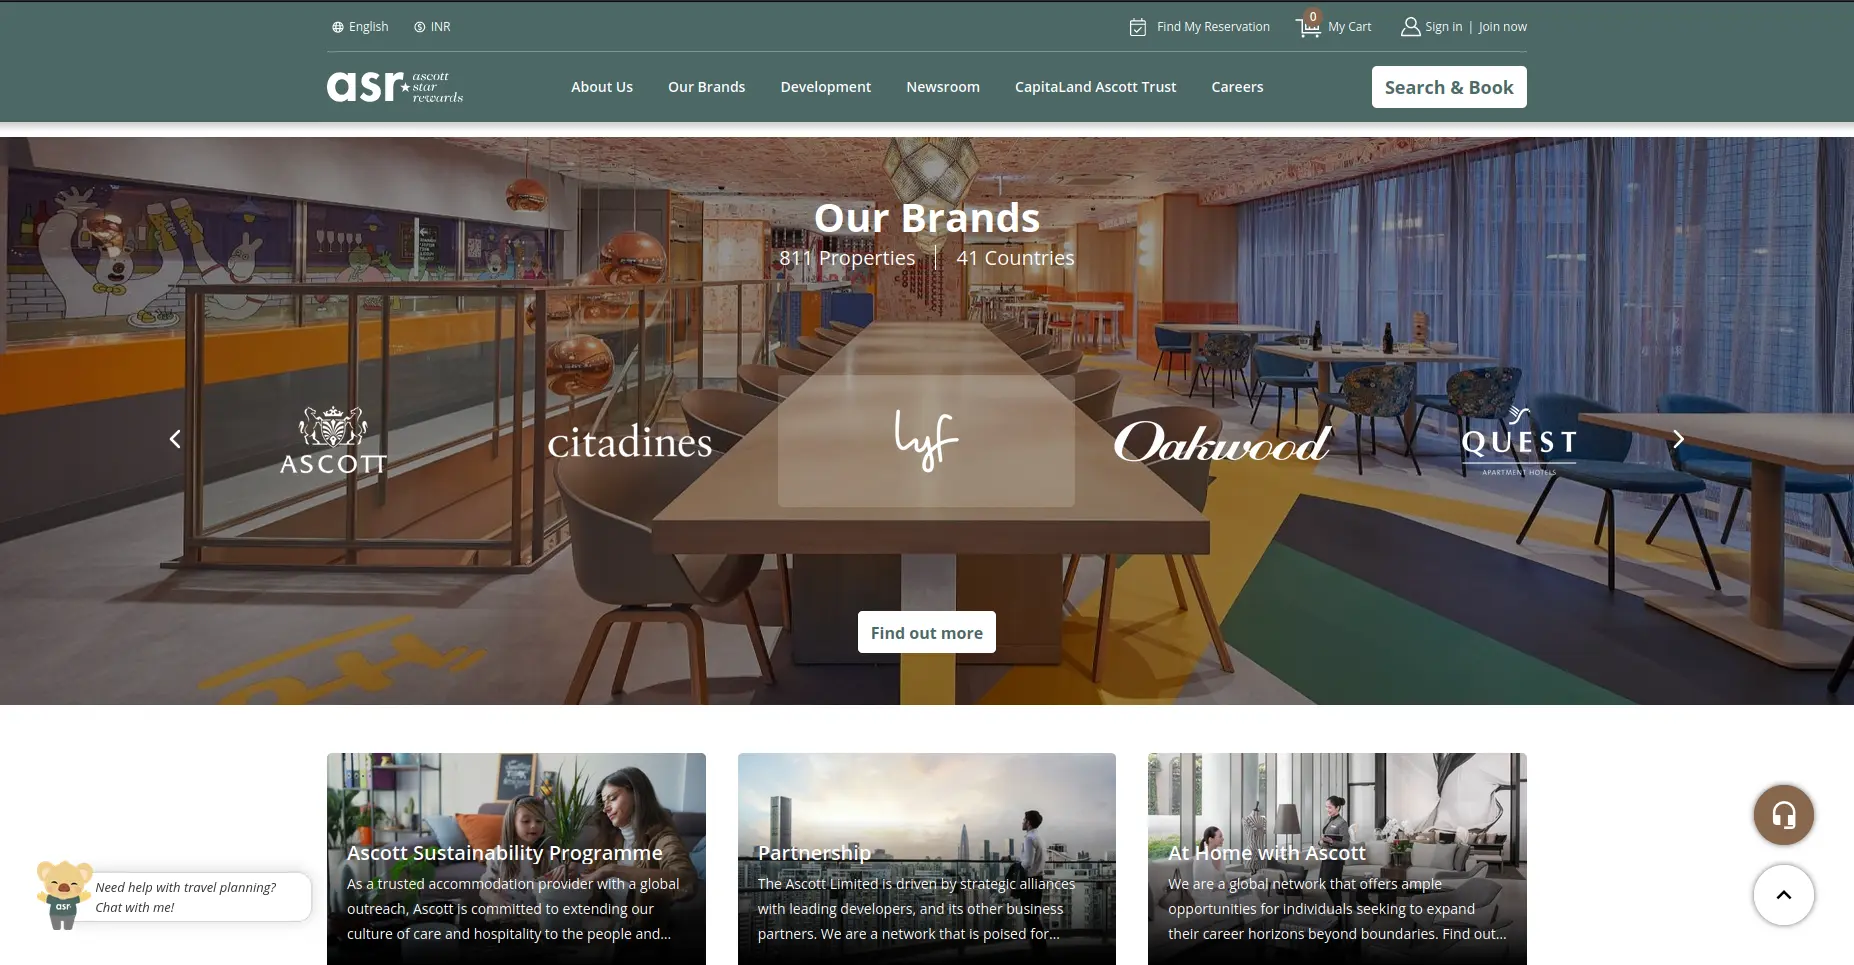 English
INR
Find My Reservation
0
My Cart
Sign in | Join now
asr
ascott
star
rewards
About Us
Our Brands
Development
Newsroom
CapitaLand Ascott Trust
Careers
Search & Book
Our Brands
811 Properties | 41 Countries
ASCOTT
citadines
lyf
Oakwood
QUEST
APARTMENT HOTELS
Find out more
Ascott Sustainability Programme
As a trusted accommodation provider with a global
outreach, Ascott is committed to extending our
culture of care and hospitality to the people and...
Partnership
The Ascott Limited is driven by strategic alliances
with leading developers, and its other business
partners. We are a network that is poised for...
At Home with Ascott
We are a global network that offers ample
opportunities for individuals seeking to expand
their career horizons beyond boundaries. Find out...
asr
Need help with travel planning?
Chat with me!